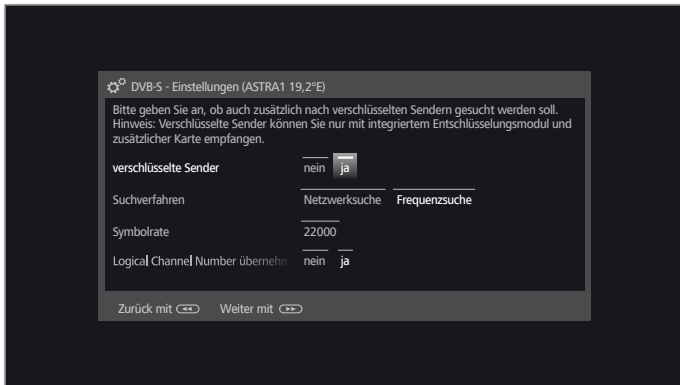 DVB-S - Einstellungen (ASTRA1 19,2°E)
Bitte geben Sie an, ob auch zusätzlich nach verschlüsselten Sendern gesucht werden soll.
Hinweis: Verschlüsselte Sender können Sie nur mit integriertem Entschlüsselungsmodul und
zusätzlicher Karte empfangen.
verschlüsselte Sender nein ja
Suchverfahren Netzwerksuche Frequenzsuche
Symbolrate 22000
Logical Channel Number übernehm nein ja
Zurück mit Weiter mit